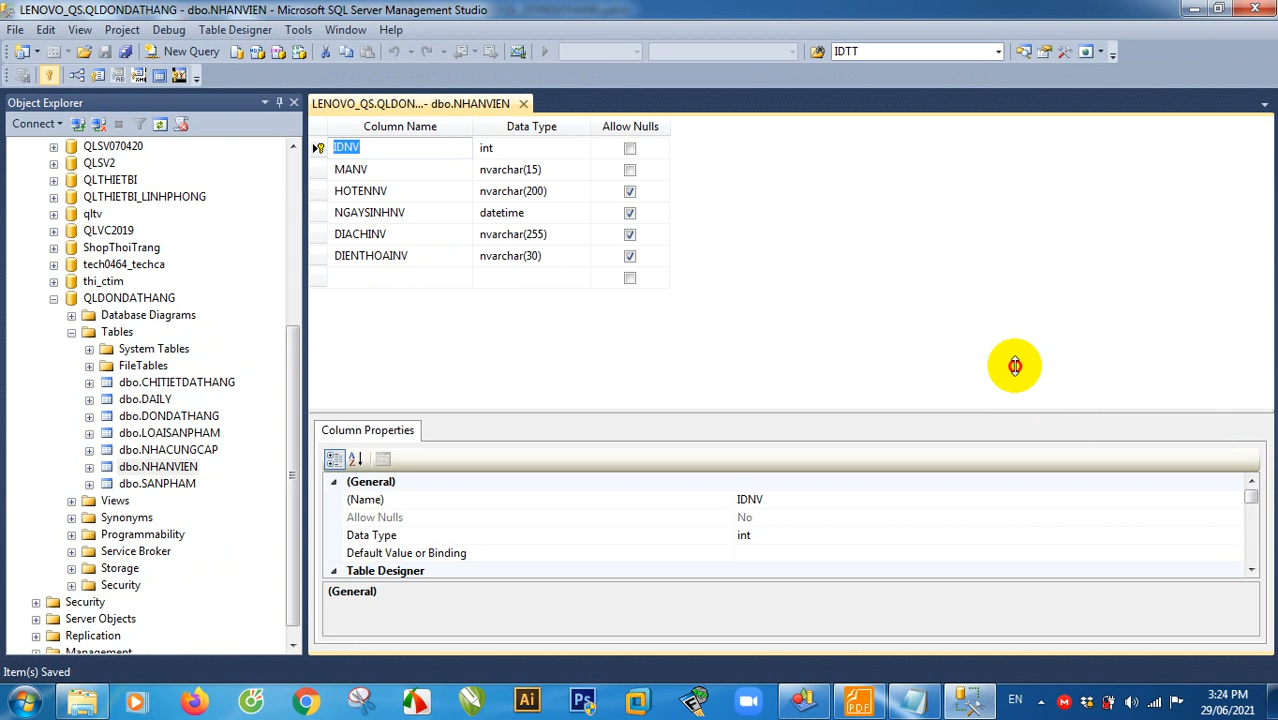 LENOVO_QS.QLDONDATHANG - dbo.NHANVIEN - Microsoft SQL Server Management Studio
File Edit View Project Debug Table Designer Tools Window Help
New Query IDTT
Object Explorer
Connect
QLSV070420
QLSV2
QLTHIETBI
QLTHIETBI_LINHPHONG
qltv
QLVC2019
ShopThoiTrang
tech0464_techca
thi_ctim
QLDONDATHANG
Database Diagrams
Tables
System Tables
FileTables
dbo.CHITIETDATHANG
dbo.DAILY
dbo.DONDATHANG
dbo.LOAISANPHAM
dbo.NHACUNGCAP
dbo.NHANVIEN
dbo.SANPHAM
Views
Synonyms
Programmability
Service Broker
Storage
Security
Security
Server Objects
Replication
Management
LENOVO_QS.QLDON...- dbo.NHANVIEN
Column Name Data Type Allow Nulls
IDNV int
MANV nvarchar(15)
HOTENNV nvarchar(200)
NGAYSINHNV datetime
DIACHINV nvarchar(255)
DIENTHOAINV nvarchar(30)
Column Properties
(General)
(Name) IDNV
Allow Nulls No
Data Type int
Default Value or Binding
Table Designer
(General)
Item(s) Saved
Ai Ps PDF EN 3:24 PM
29/06/2021